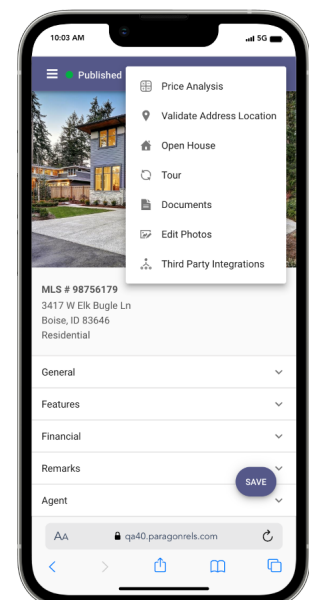 10:03 AM
5G
Published
Price Analysis
Validate Address Location
Open House
Tour
Documents
Edit Photos
Third Party Integrations
MLS # 98756179
3417 W Elk Bugle Ln
Boise, ID 83646
Residential
General
Features
Financial
Remarks
SAVE
Agent
AA
qa40.paragonrels.com